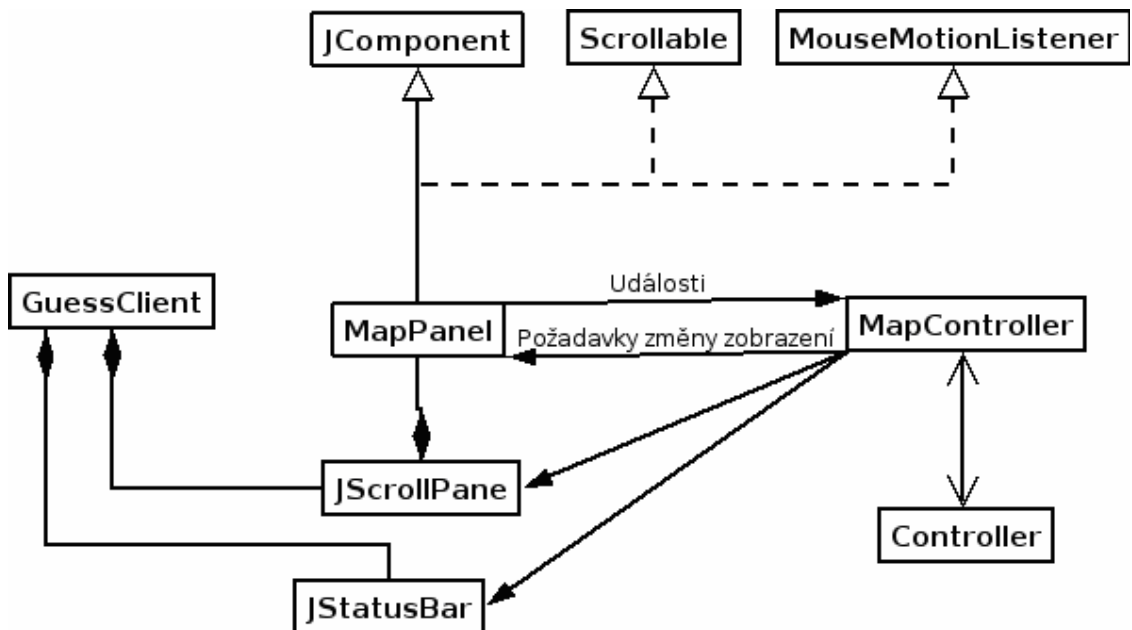 JComponent
Scrollable
MouseMotionListener
GuessClient
Události
MapPanel
Požadavky změny zobrazení
MapController
JScrollPane
Controller
JStatusBar